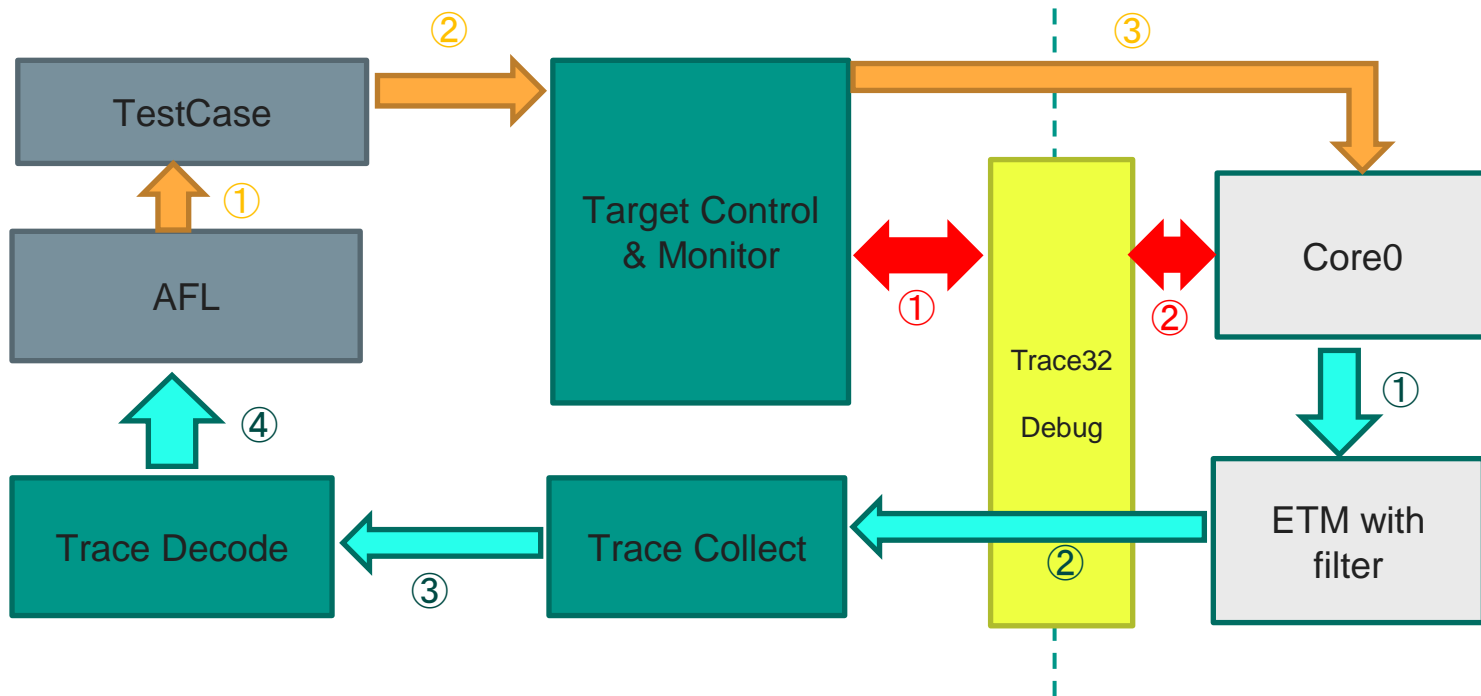 ②
③
TestCase
①
AFL
Target Control
& Monitor
①
②
Core0
Trace32
Debug
①
④
Trace Decode
③
Trace Collect
②
ETM with
filter